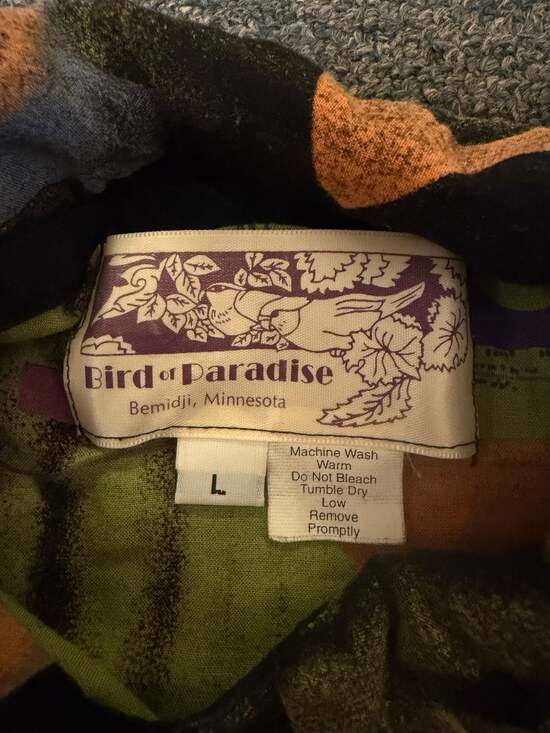 Bird of Paradise
Bemidji, Minnesota
L
Machine Wash
Warm
Do Not Bleach
Tumble Dry
Low
Remove
Promptly